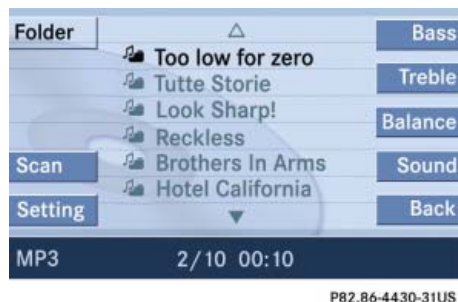 Folder
Too low for zero
Tutte Storie
Look Sharp!
Reckless
Brothers In Arms
Hotel California
Scan
Setting
Bass
Treble
Balance
Sound
Back
MP3 2/10 00:10
P82.86-4430-31US